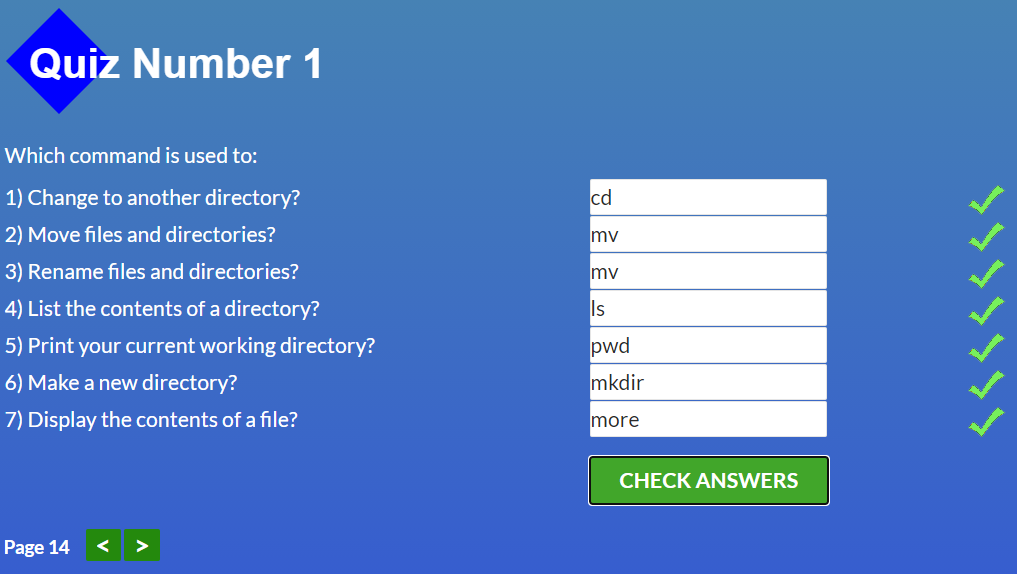 Quiz Number 1
Which command is used to:
1) Change to another directory? cd
2) Move files and directories? mv
3) Rename files and directories? mv
4) List the contents of a directory? ls
5) Print your current working directory? pwd
6) Make a new directory? mkdir
7) Display the contents of a file? more
CHECK ANSWERS
Page 14 < >